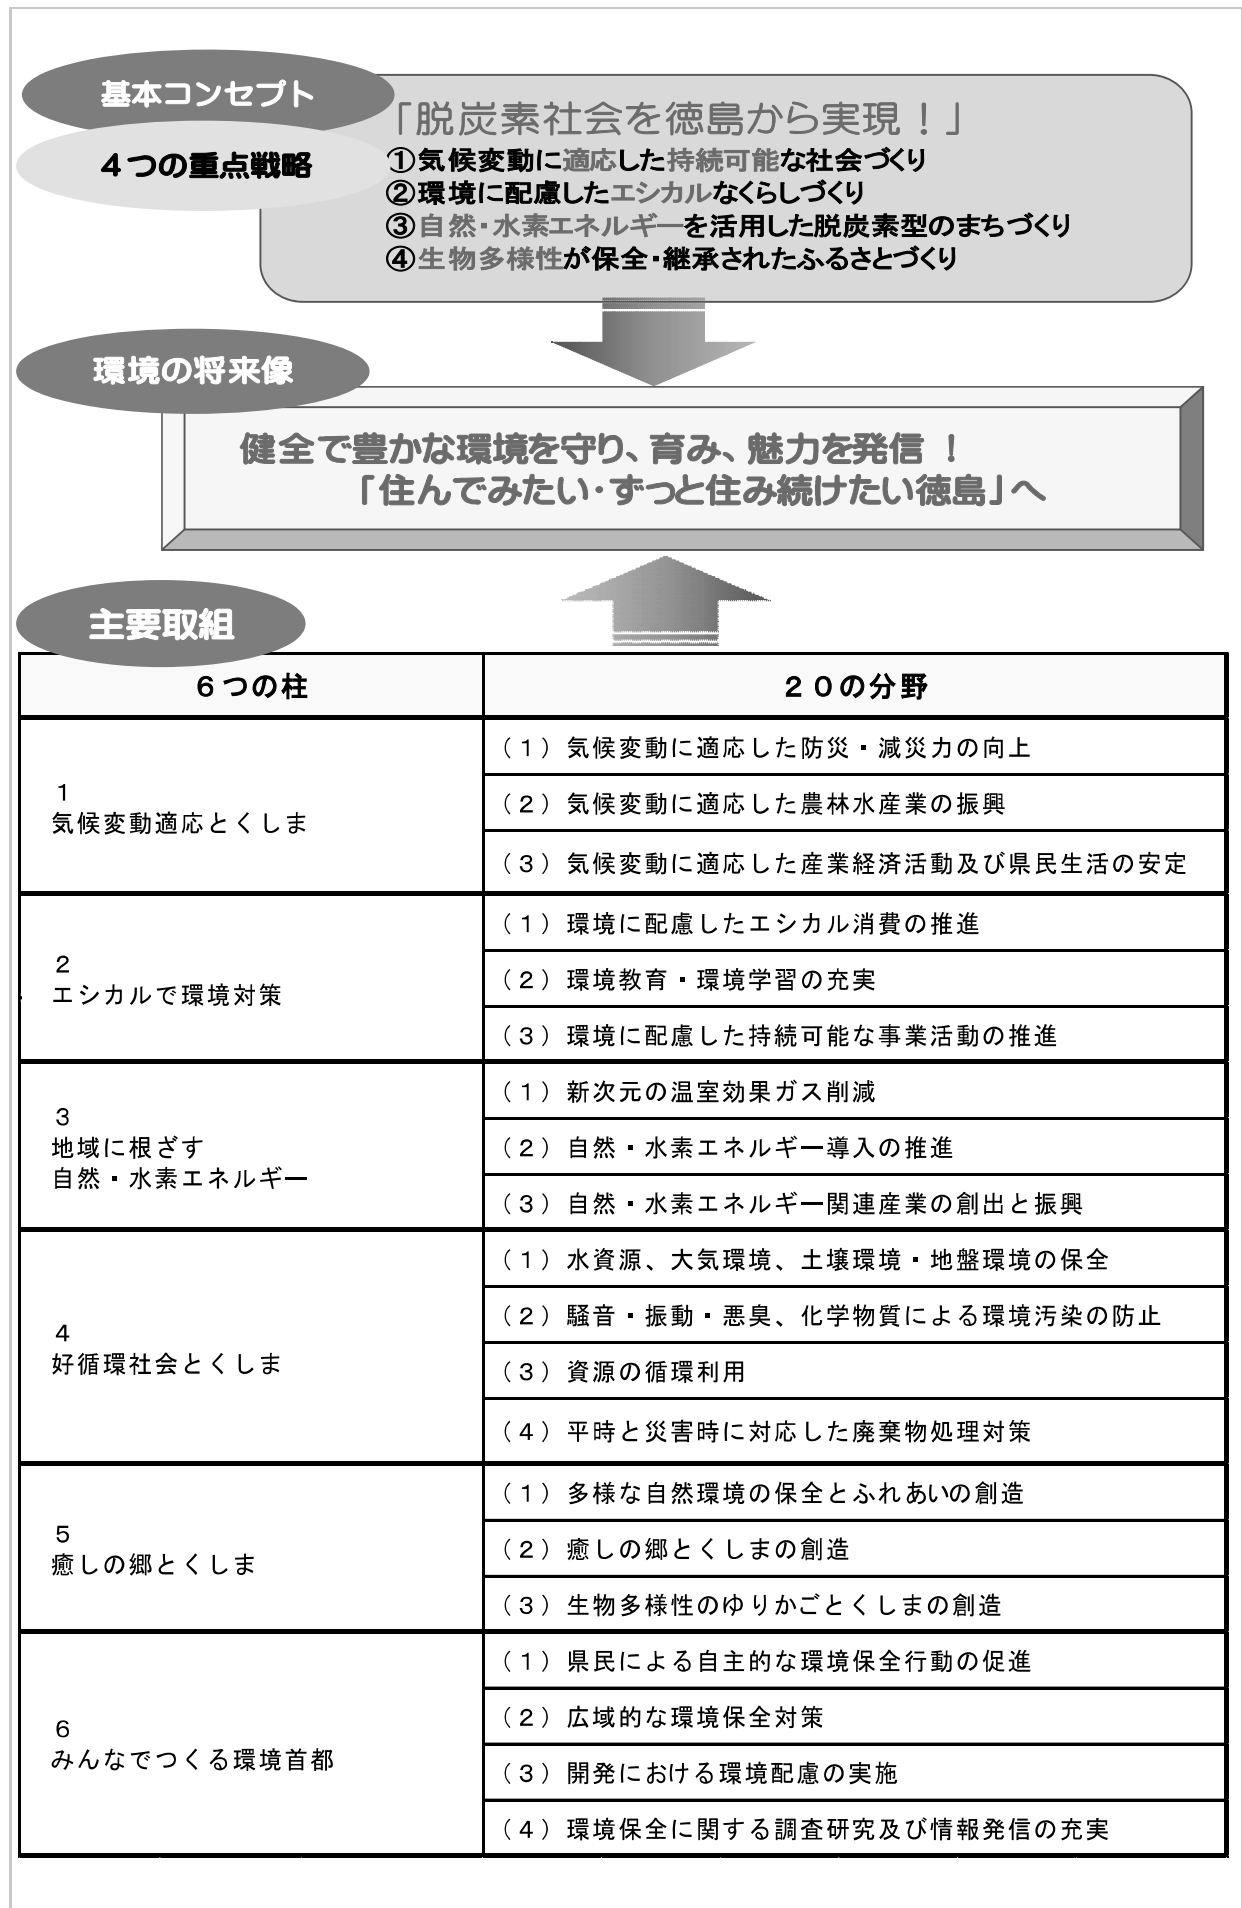 基本コンセプト
「脱炭素社会を徳島から実現！」
４つの重点戦略
①気候変動に適応した持続可能な社会づくり
②環境に配慮したエシカルなくらしづくり
③自然・水素エネルギーを活用した脱炭素型のまちづくり
④生物多様性が保全・継承されたふるさとづくり
環境の将来像
健全で豊かな環境を守り、育み、魅力を発信！
「住んでみたい・ずっと住み続けたい徳島」へ
主要取組
６つの柱
２０の分野
１
気候変動適応とくしま
（１）気候変動に適応した防災・減災力の向上
（２）気候変動に適応した農林水産業の振興
（３）気候変動に適応した産業経済活動及び県民生活の安定
２
エシカルで環境対策
（１）環境に配慮したエシカル消費の推進
（２）環境教育・環境学習の充実
（３）環境に配慮した持続可能な事業活動の推進
３
地域に根ざす
自然・水素エネルギー
（１）新次元の温室効果ガス削減
（２）自然・水素エネルギー導入の推進
（３）自然・水素エネルギー関連産業の創出と振興
４
好循環社会とくしま
（１）水資源、大気環境、土壌環境・地盤環境の保全
（２）騒音・振動・悪臭、化学物質による環境汚染の防止
（３）資源の循環利用
（４）平時と災害時に対応した廃棄物処理対策
５
癒しの郷とくしま
（１）多様な自然環境の保全とふれあいの創造
（２）癒しの郷とくしまの創造
（３）生物多様性のゆりかごとくしまの創造
６
みんなでつくる環境首都
（１）県民による自主的な環境保全行動の促進
（２）広域的な環境保全対策
（３）開発における環境配慮の実施
（４）環境保全に関する調査研究及び情報発信の充実